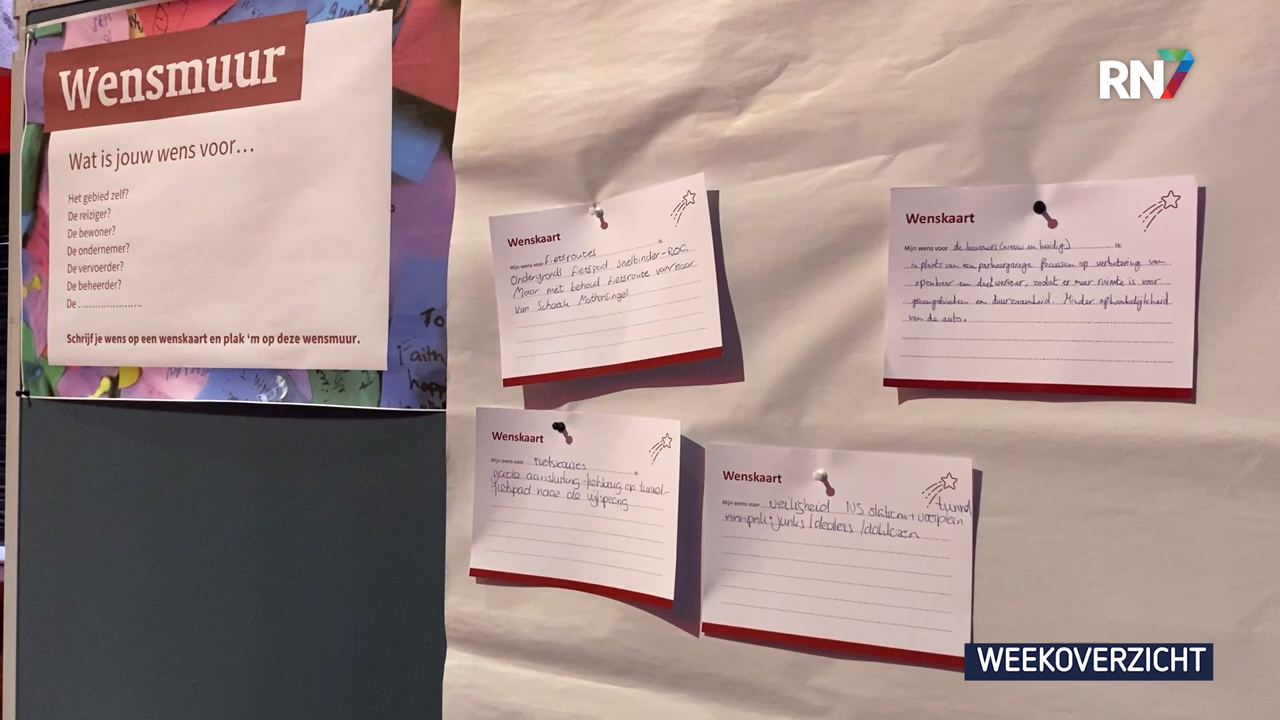 Wensmuur
Wat is jouw wens voor...
Het gebied zelf?
De reiziger?
De bewoner?
De ondernemer?
De vervoerder?
De beheerder?
De ......................
Schrijf je wens op een wenskaart en plak ‘m op deze wensmuur.
RN7
Wenskaart
Mijn wens voor Fietsroutes
Ondergronds fietspad Snelbinder-ROC.
Maar met behoud fietsroute van/naar
Van Schaeck Mathonsingel
Wenskaart
Mijn wens voor de bewoners (nieuw en huidig) is:
in plaats van een parkeergarage focussen op verbetering van
openbaar en deelvervoer, zodat er meer ruimte is voor
groengebieden en duurzaamheid. Minder afhankelijkheid
van de auto.
Wenskaart
Mijn wens voor fietsroutes
goede aansluiting fietsbrug op tunnel-
fietspad naar de
Wenskaart
Mijn wens voor veiligheid NS station + voorplein tunnel
junks / dealers / daklozen
WEEKOVERZICHT